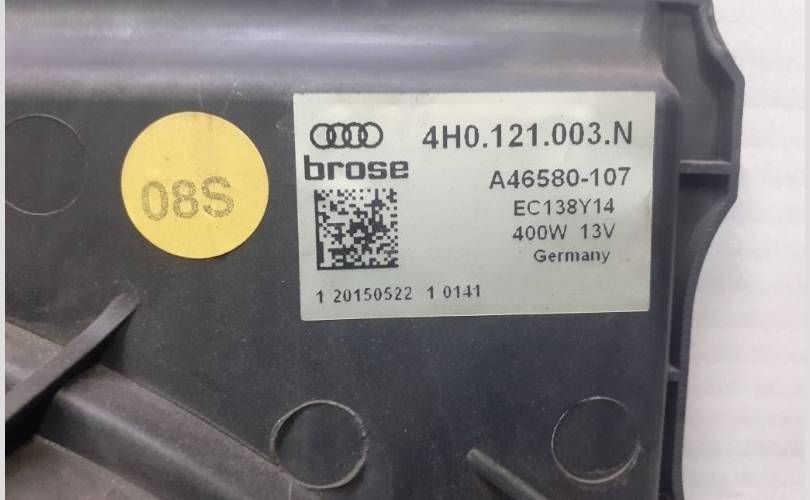 08S
4H0.121.003.N
brose
A46580-107
EC138Y14
400W 13V
Germany
1 20150522 1 0141